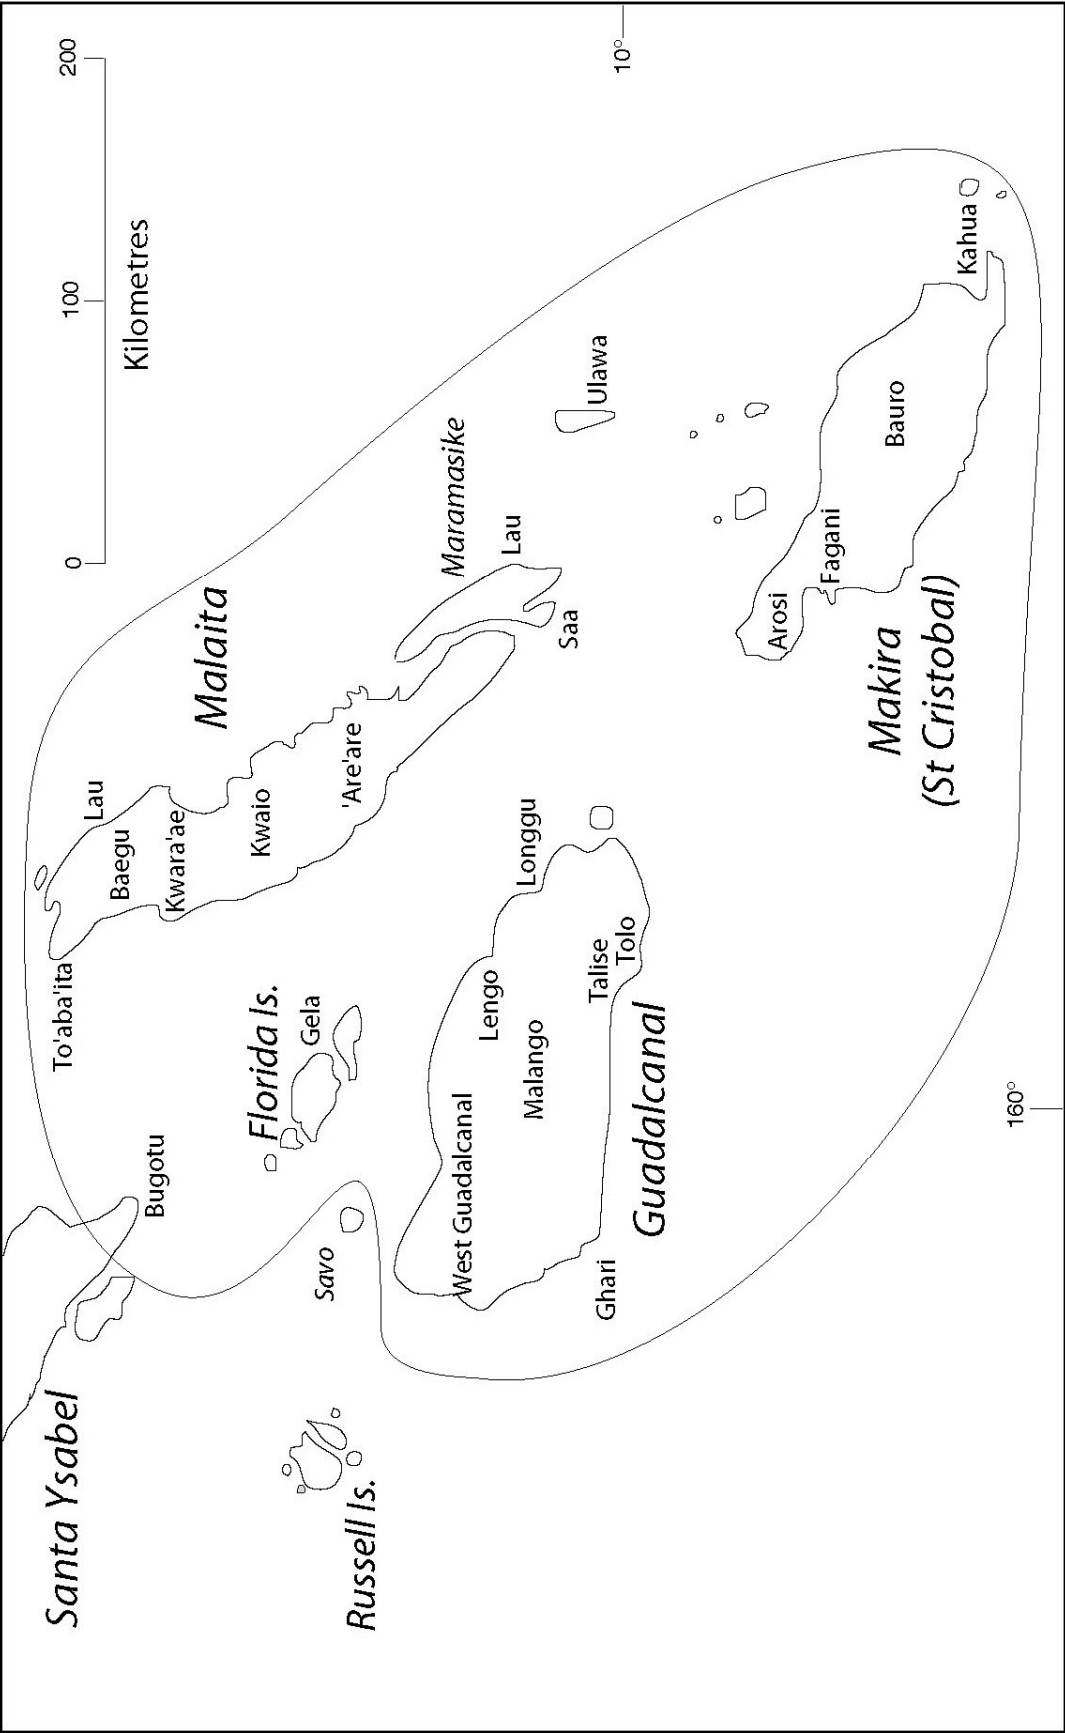 0
100
200
Kilometres
10°
160°
Santa Ysabel
Bugotu
Russell Is.
Savo
Florida Is.
Gela
Malaita
To'aba'ita
Lau
Baegu
Kwara'ae
Kwaio
'Are'are
Maramasike
Lau
Saa
Ulawa
Guadalcanal
West Guadalcanal
Lengo
Longgu
Malango
Talise
Tolo
Ghari
Makira
(St Cristobal)
Arosi
Fagani
Bauro
Kahua